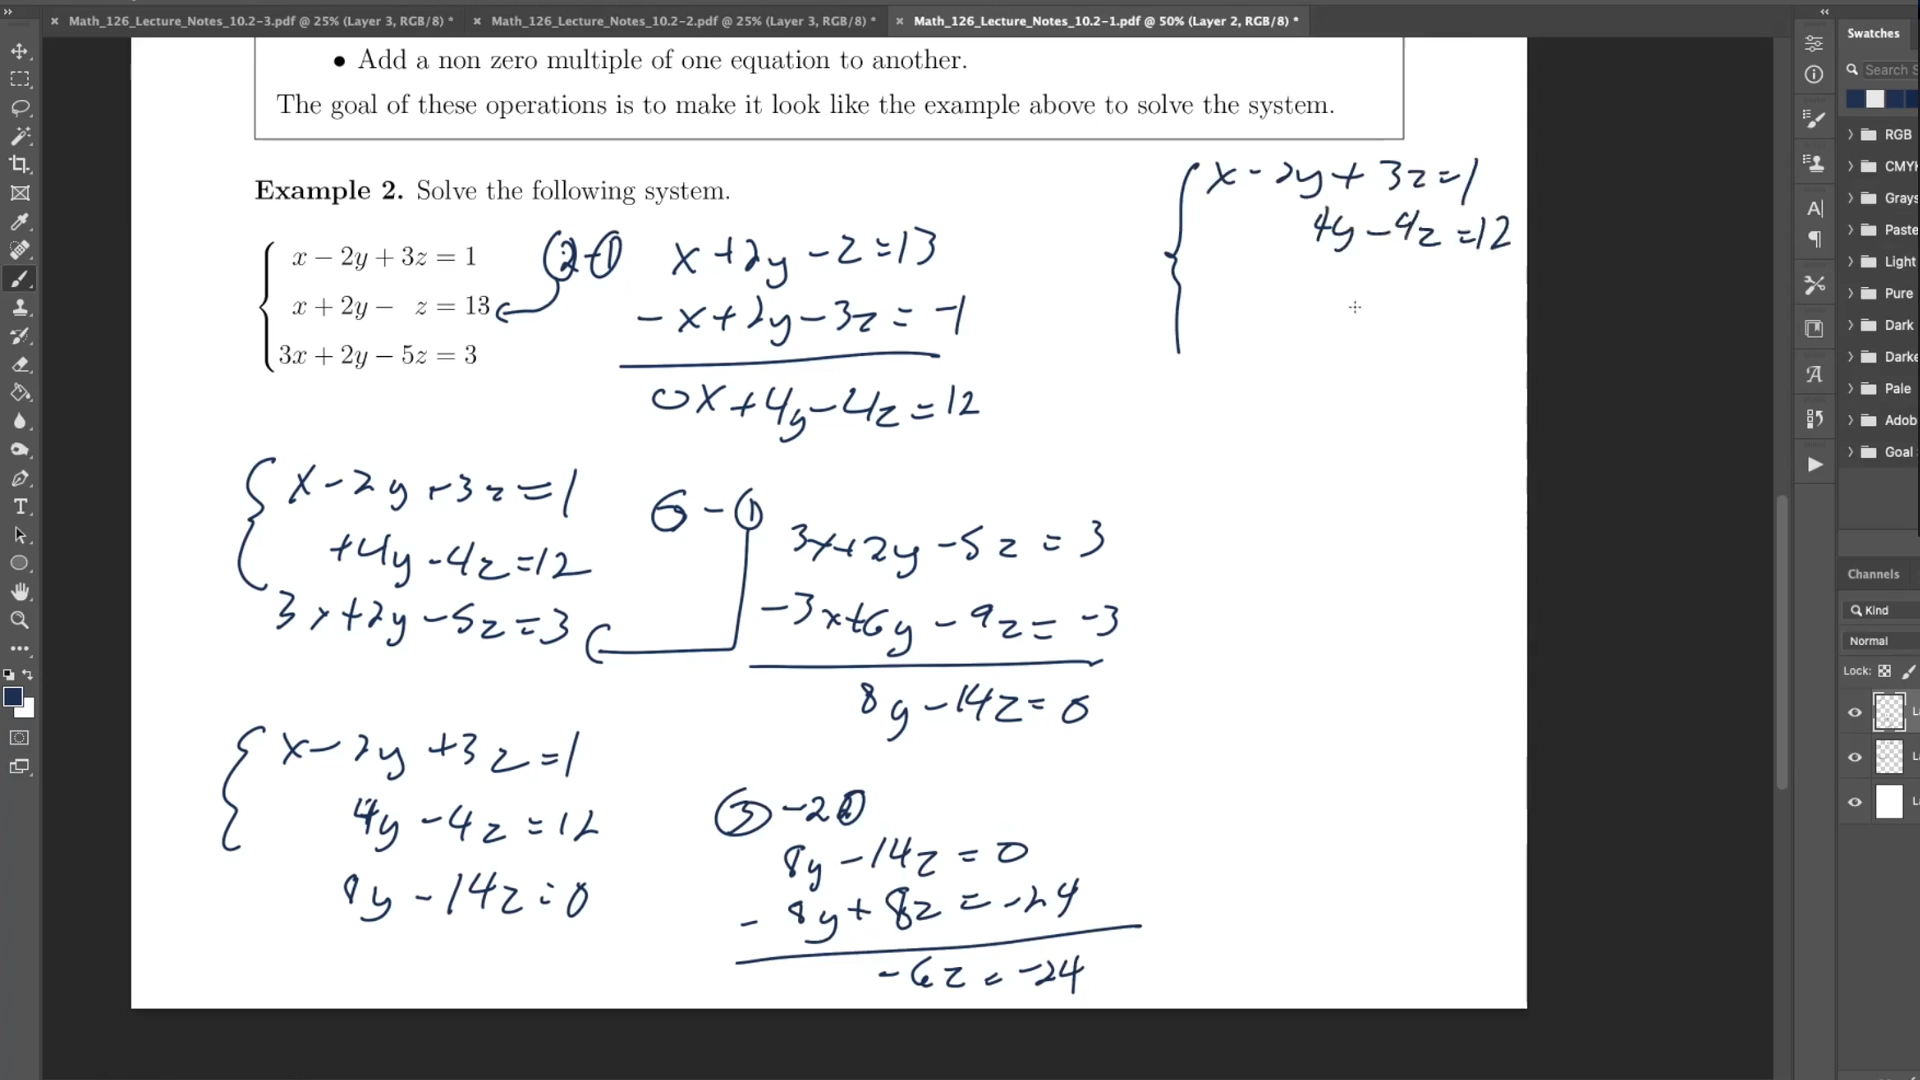 Math_126_Lecture_Notes_10.2-3.pdf @ 25% (Layer 3, RGB/8) *
Math_126_Lecture_Notes_10.2-2.pdf @ 25% (Layer 3, RGB/8) *
Math_126_Lecture_Notes_10.2-1.pdf @ 50% (Layer 2, RGB/8) *
• Add a non zero multiple of one equation to another.
The goal of these operations is to make it look like the example above to solve the system.
Example 2. Solve the following system.
x − 2y + 3z = 1
x + 2y − z = 13
3x + 2y − 5z = 3
② - ①
x + 2y - z = 13
- x + 2y - 3z = -1
0x + 4y - 4z = 12
x - 2y + 3z = 1
4y - 4z = 12
x - 2y + 3z = 1
+4y - 4z = 12
3x + 2y - 5z = 3
3x + 2y - 5z = 3
-3x + 6y - 9z = -3
8y - 14z = 0
x - 2y + 3z = 1
4y - 4z = 12
8y - 14z = 0
8y - 14z = 0
- 8y + 8z = -24
-6z = -24
Swatches
Search S
RGB
CMYK
Grays
Paste
Light
Pure
Dark
Darke
Pale
Adob
Goal
Channels
Kind
Normal
Lock: